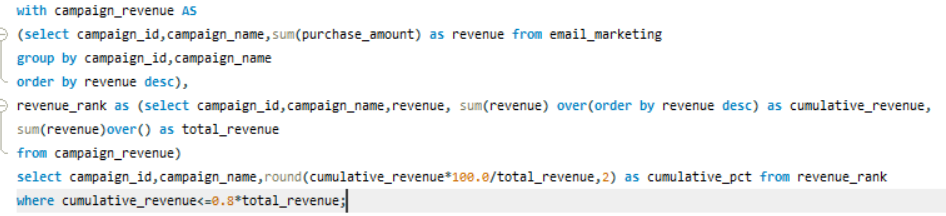 with campaign_revenue AS
(select campaign_id,campaign_name,sum(purchase_amount) as revenue from email_marketing
group by campaign_id,campaign_name
order by revenue desc),
revenue_rank as (select campaign_id,campaign_name,revenue, sum(revenue) over(order by revenue desc) as cumulative_revenue,
sum(revenue)over() as total_revenue
from campaign_revenue)
select campaign_id,campaign_name,round(cumulative_revenue*100.0/total_revenue,2) as cumulative_pct from revenue_rank
where cumulative_revenue<=0.8*total_revenue;